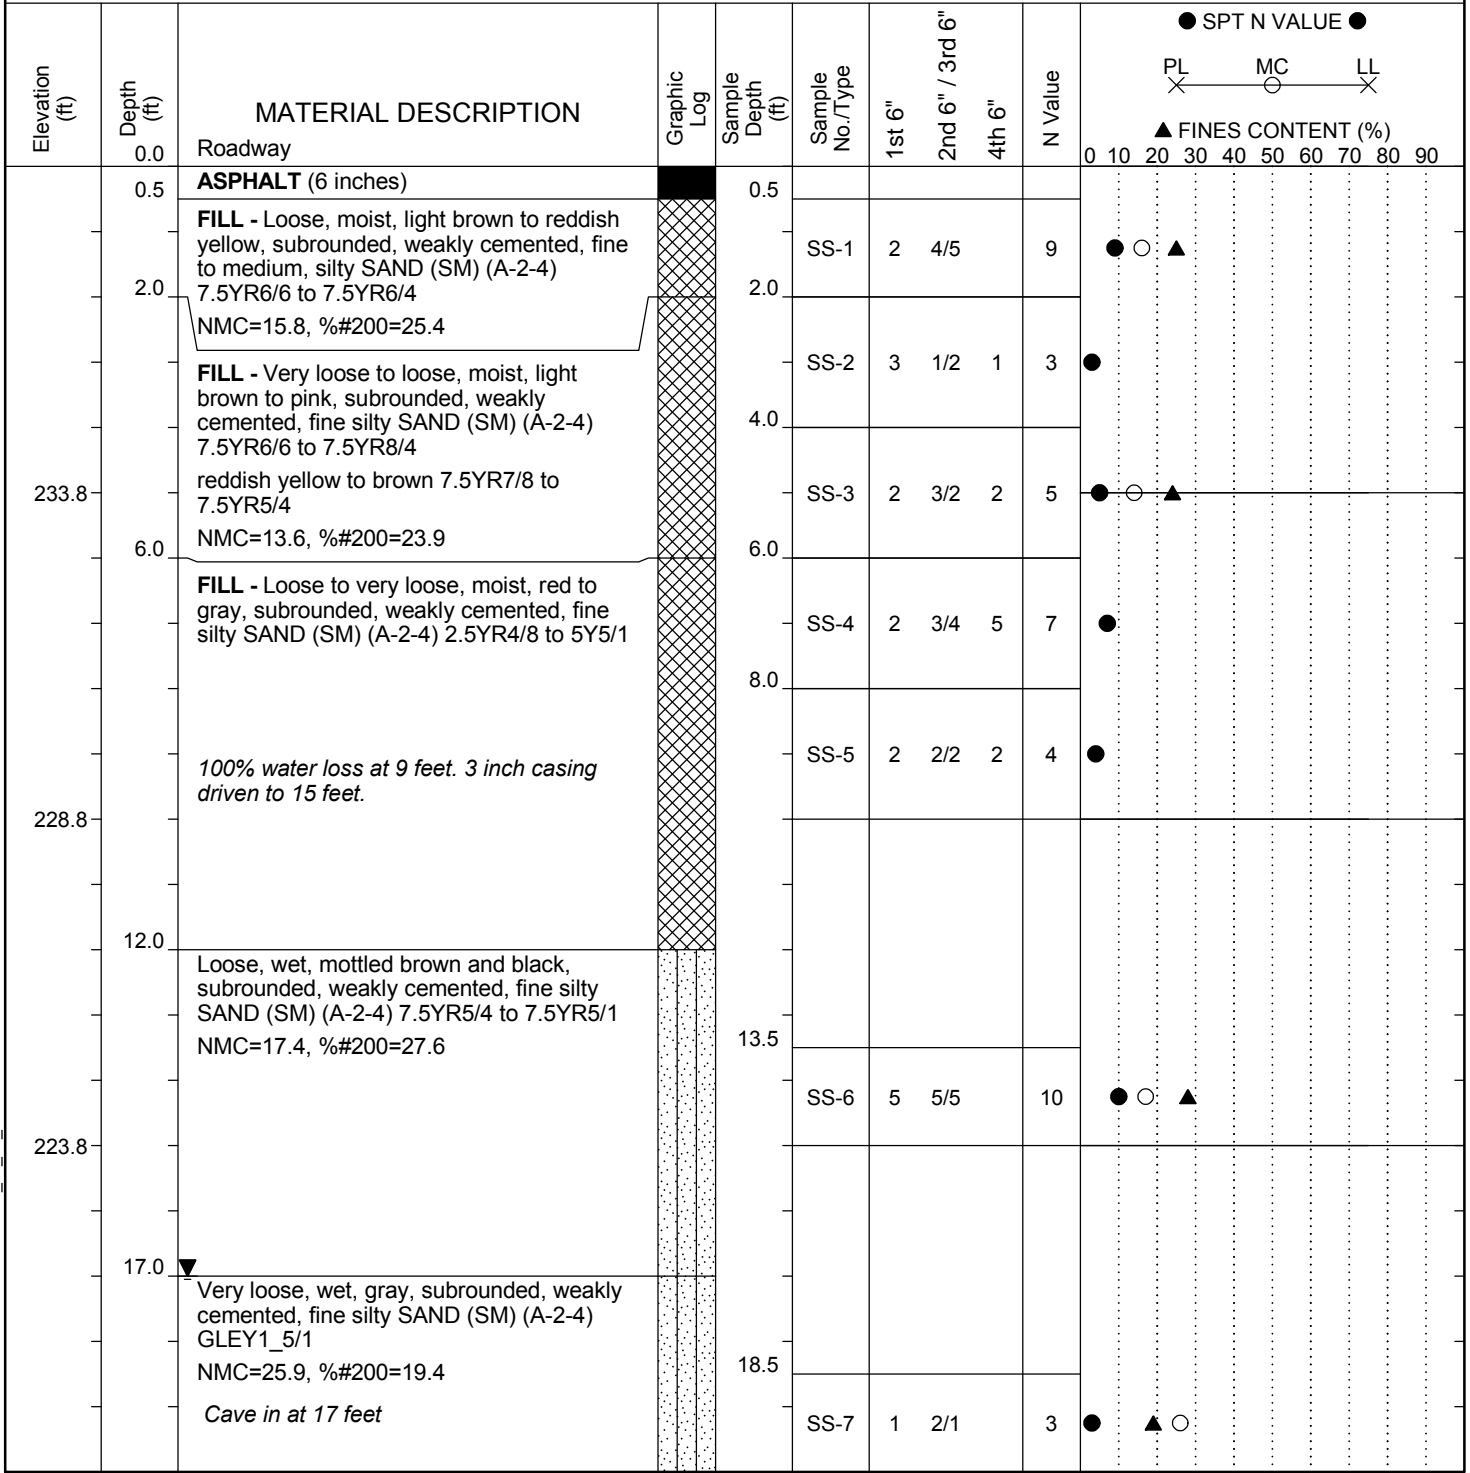 Elevation (ft)
Depth (ft)
MATERIAL DESCRIPTION
Graphic Log
Sample Depth (ft)
Sample No./Type
1st 6"
2nd 6" / 3rd 6"
4th 6"
N Value
SPT N VALUE
PL MC LL
FINES CONTENT (%)
0 10 20 30 40 50 60 70 80 90
0.0 Roadway
0.5 ASPHALT (6 inches) 0.5
FILL - Loose, moist, light brown to reddish
yellow, subrounded, weakly cemented, fine
to medium, silty SAND (SM) (A-2-4)
7.5YR6/6 to 7.5YR6/4
SS-1 2 4/5 9
2.0 2.0
NMC=15.8, %#200=25.4
FILL - Very loose to loose, moist, light
brown to pink, subrounded, weakly
cemented, fine silty SAND (SM) (A-2-4)
7.5YR6/6 to 7.5YR8/4
SS-2 3 1/2 1 3
4.0
reddish yellow to brown 7.5YR7/8 to
7.5YR5/4
233.8 SS-3 2 3/2 2 5
NMC=13.6, %#200=23.9
6.0 6.0
FILL - Loose to very loose, moist, red to
gray, subrounded, weakly cemented, fine
silty SAND (SM) (A-2-4) 2.5YR4/8 to 5Y5/1
SS-4 2 3/4 5 7
8.0
SS-5 2 2/2 2 4
100% water loss at 9 feet. 3 inch casing
driven to 15 feet.
228.8
12.0
Loose, wet, mottled brown and black,
subrounded, weakly cemented, fine silty
SAND (SM) (A-2-4) 7.5YR5/4 to 7.5YR5/1
NMC=17.4, %#200=27.6
13.5
SS-6 5 5/5 10
223.8
17.0
Very loose, wet, gray, subrounded, weakly
cemented, fine silty SAND (SM) (A-2-4)
GLEY1_5/1
NMC=25.9, %#200=19.4
18.5
Cave in at 17 feet
SS-7 1 2/1 3